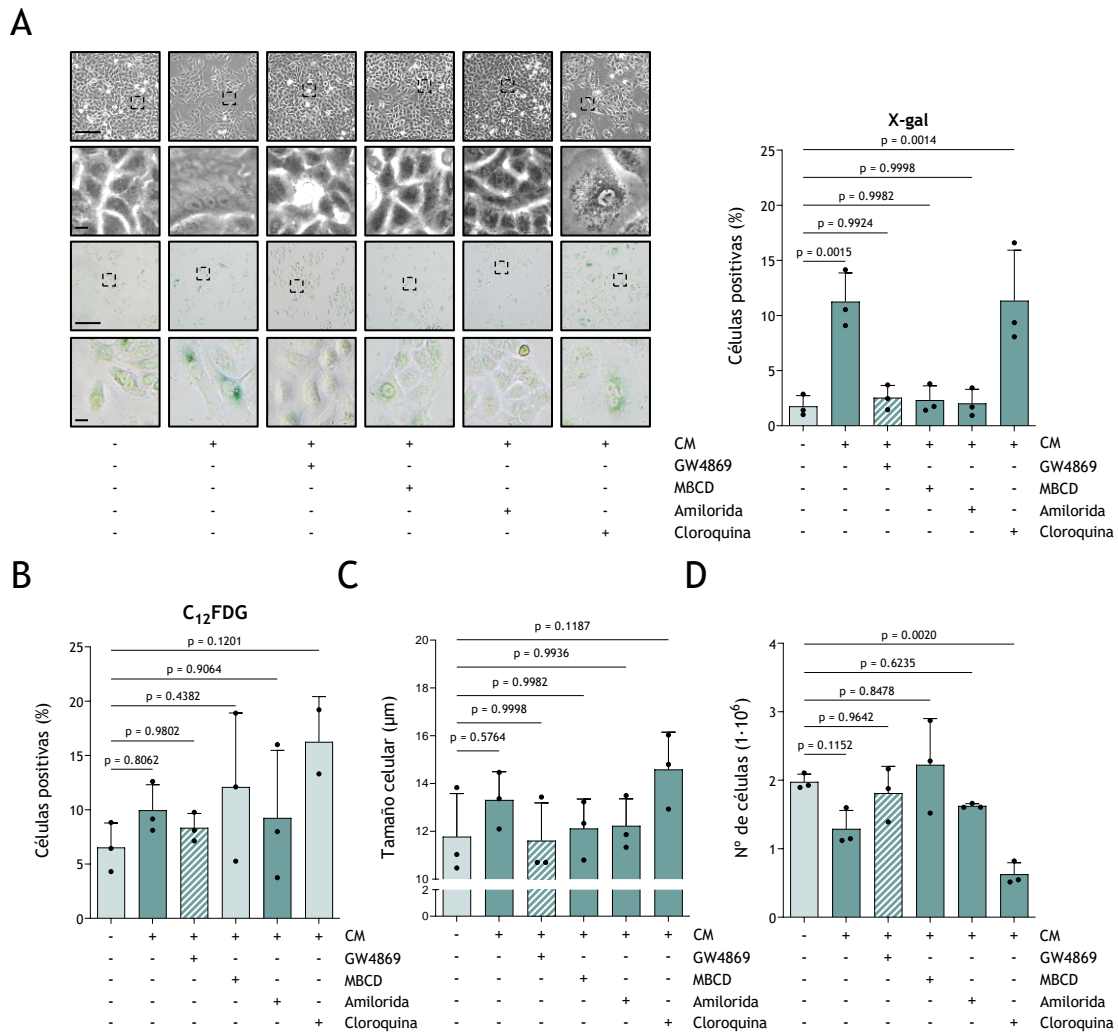 A
- + + + + + CM
- - + - - - GW4869
- - - + - - MBCD
- - - - + - Amilorida
- - - - - + Cloroquina
X-gal
Células positivas (%)
25
20
15
10
5
0
p = 0.0014
p = 0.9998
p = 0.9982
p = 0.9924
p = 0.0015
- + + + + + CM
- - + - - - GW4869
- - - + - - MBCD
- - - - + - Amilorida
- - - - - + Cloroquina
B
C₁₂FDG
Células positivas (%)
25
20
15
10
5
0
p = 0.1201
p = 0.9064
p = 0.4382
p = 0.9802
p = 0.8062
- + + + + + CM
- - + - - - GW4869
- - - + - - MBCD
- - - - + - Amilorida
- - - - - + Cloroquina
C
Tamaño celular (µm)
20
18
16
14
12
10
2
0
p = 0.1187
p = 0.9936
p = 0.9982
p = 0.9998
p = 0.5764
- + + + + + CM
- - + - - - GW4869
- - - + - - MBCD
- - - - + - Amilorida
- - - - - + Cloroquina
D
Nº de células (1·10⁶)
4
3
2
1
0
p = 0.0020
p = 0.6235
p = 0.8478
p = 0.9642
p = 0.1152
- + + + + + CM
- - + - - - GW4869
- - - + - - MBCD
- - - - + - Amilorida
- - - - - + Cloroquina